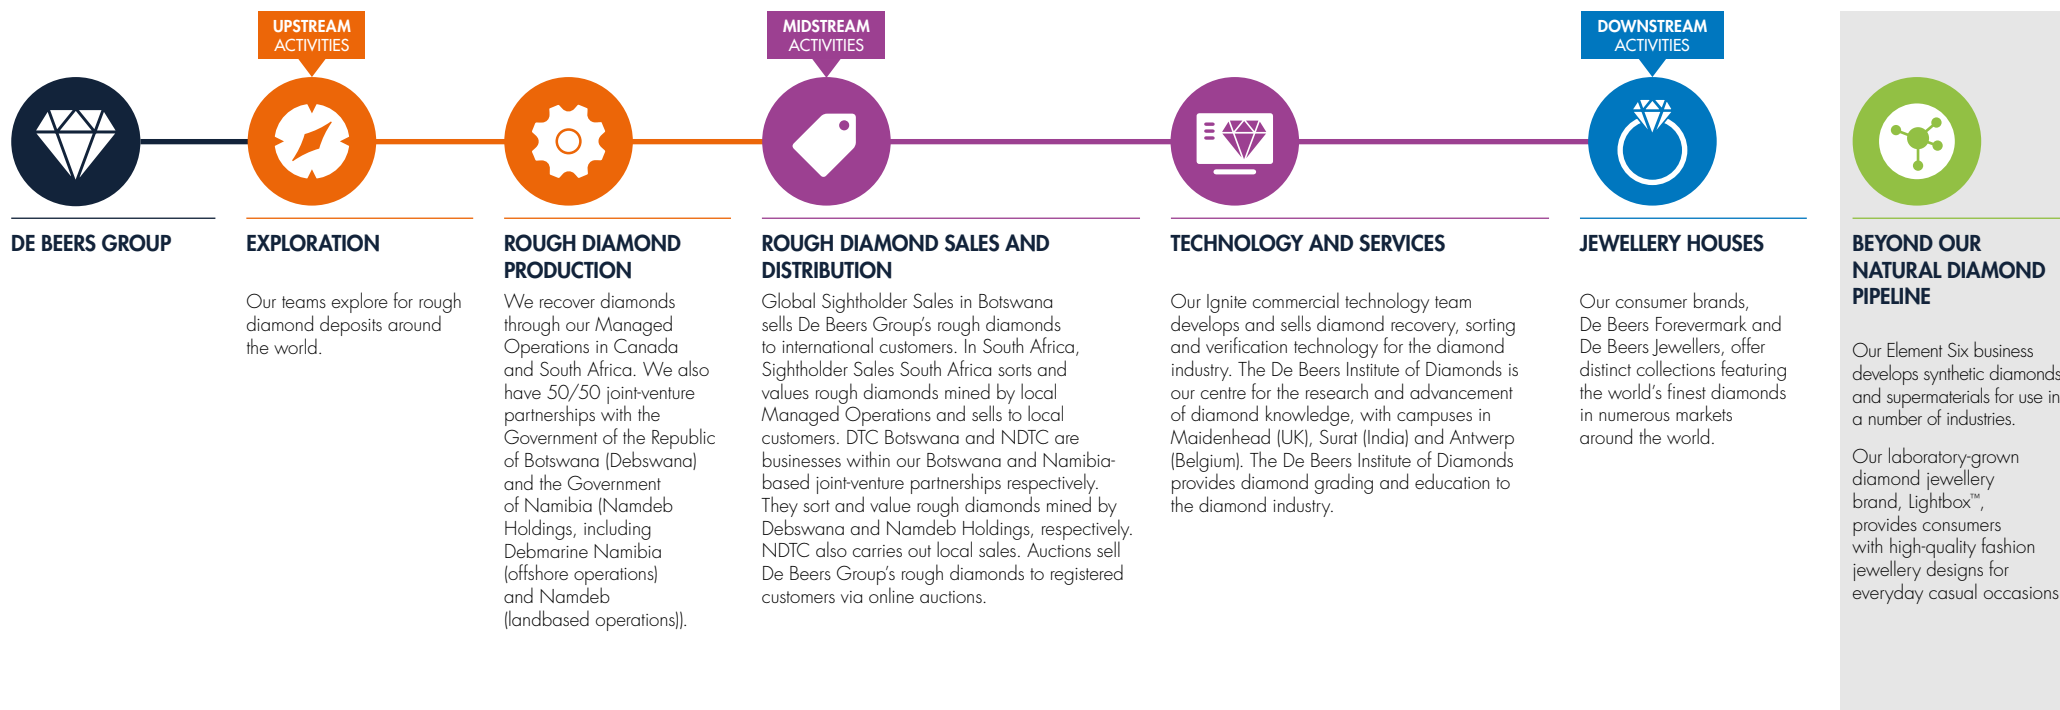 UPSTREAM
ACTIVITIES
MIDSTREAM
ACTIVITIES
DOWNSTREAM
ACTIVITIES
DE BEERS GROUP
EXPLORATION
Our teams explore for rough
diamond deposits around
the world.
ROUGH DIAMOND
PRODUCTION
We recover diamonds
through our Managed
Operations in Canada
and South Africa. We also
have 50/50 joint-venture
partnerships with the
Government of the Republic
of Botswana (Debswana)
and the Government
of Namibia (Namdeb
Holdings, including
Debmarine Namibia
(offshore operations)
and Namdeb
(landbased operations)).
ROUGH DIAMOND SALES AND
DISTRIBUTION
Global Sightholder Sales in Botswana
sells De Beers Group’s rough diamonds
to international customers. In South Africa,
Sightholder Sales South Africa sorts and
values rough diamonds mined by local
Managed Operations and sells to local
customers. DTC Botswana and NDTC are
businesses within our Botswana and Namibia-
based joint-venture partnerships respectively.
They sort and value rough diamonds mined by
Debswana and Namdeb Holdings, respectively.
NDTC also carries out local sales. Auctions sell
De Beers Group’s rough diamonds to registered
customers via online auctions.
TECHNOLOGY AND SERVICES
Our Ignite commercial technology team
develops and sells diamond recovery, sorting
and verification technology for the diamond
industry. The De Beers Institute of Diamonds is
our centre for the research and advancement
of diamond knowledge, with campuses in
Maidenhead (UK), Surat (India) and Antwerp
(Belgium). The De Beers Institute of Diamonds
provides diamond grading and education to
the diamond industry.
JEWELLERY HOUSES
Our consumer brands,
De Beers Forevermark and
De Beers Jewellers, offer
distinct collections featuring
the world’s finest diamonds
in numerous markets
around the world.
BEYOND OUR
NATURAL DIAMOND
PIPELINE
Our Element Six business
develops synthetic diamonds
and supermaterials for use in
a number of industries.
Our laboratory-grown
diamond jewellery
brand, Lightbox™,
provides consumers
with high-quality fashion
jewellery designs for
everyday casual occasions